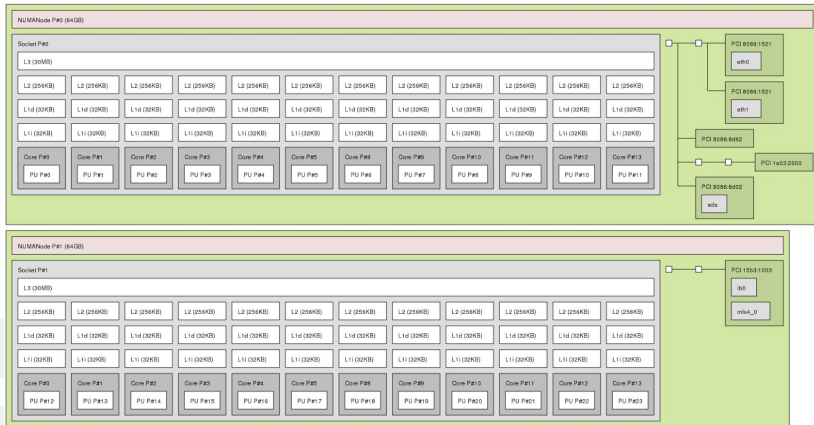 NUMANode P#0 (64GB)
Socket P#0
L3 (30MB)
L2 (256KB) L2 (256KB) L2 (256KB) L2 (256KB) L2 (256KB) L2 (256KB) L2 (256KB) L2 (256KB) L2 (256KB) L2 (256KB) L2 (256KB) L2 (256KB)
L1d (32KB) L1d (32KB) L1d (32KB) L1d (32KB) L1d (32KB) L1d (32KB) L1d (32KB) L1d (32KB) L1d (32KB) L1d (32KB) L1d (32KB) L1d (32KB)
L1i (32KB) L1i (32KB) L1i (32KB) L1i (32KB) L1i (32KB) L1i (32KB) L1i (32KB) L1i (32KB) L1i (32KB) L1i (32KB) L1i (32KB) L1i (32KB)
Core P#0 Core P#1 Core P#2 Core P#3 Core P#4 Core P#5 Core P#8 Core P#9 Core P#10 Core P#11 Core P#12 Core P#13
PU P#0 PU P#1 PU P#2 PU P#3 PU P#4 PU P#5 PU P#6 PU P#7 PU P#8 PU P#9 PU P#10 PU P#11
PCI 8086:1521
eth0
PCI 8086:1521
eth1
PCI 8086:8d62
PCI 1a03:2000
PCI 8086:8d02
sda
NUMANode P#1 (64GB)
Socket P#1
L3 (30MB)
L2 (256KB) L2 (256KB) L2 (256KB) L2 (256KB) L2 (256KB) L2 (256KB) L2 (256KB) L2 (256KB) L2 (256KB) L2 (256KB) L2 (256KB) L2 (256KB)
L1d (32KB) L1d (32KB) L1d (32KB) L1d (32KB) L1d (32KB) L1d (32KB) L1d (32KB) L1d (32KB) L1d (32KB) L1d (32KB) L1d (32KB) L1d (32KB)
L1i (32KB) L1i (32KB) L1i (32KB) L1i (32KB) L1i (32KB) L1i (32KB) L1i (32KB) L1i (32KB) L1i (32KB) L1i (32KB) L1i (32KB) L1i (32KB)
Core P#0 Core P#1 Core P#2 Core P#3 Core P#4 Core P#5 Core P#8 Core P#9 Core P#10 Core P#11 Core P#12 Core P#13
PU P#12 PU P#13 PU P#14 PU P#15 PU P#16 PU P#17 PU P#18 PU P#19 PU P#20 PU P#21 PU P#22 PU P#23
PCI 15b3:1003
ib0
mlx4_0